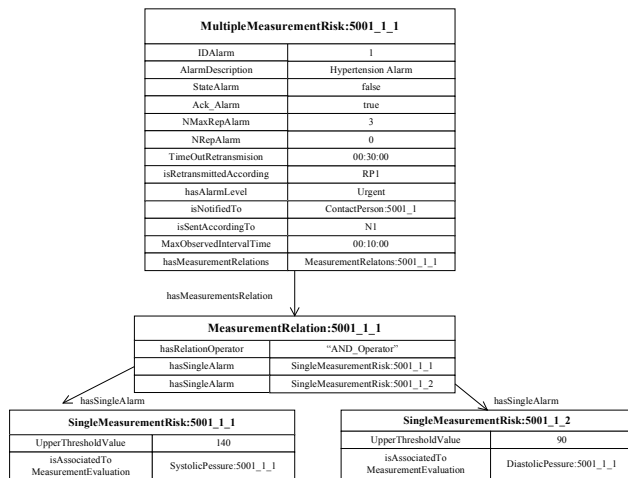 MultipleMeasurementRisk:5001_1_1
IDAlarm 1
AlarmDescription Hypertension Alarm
StateAlarm false
Ack_Alarm true
NMaxRepAlarm 3
NRepAlarm 0
TimeOutRetransmision 00:30:00
isRetransmittedAccording RP1
hasAlarmLevel Urgent
isNotifiedTo ContactPerson:5001_1
isSentAccordingTo N1
MaxObservedIntervalTime 00:10:00
hasMeasurementRelations MeasurementRelatons:5001_1_1
hasMeasurementsRelation
MeasurementRelation:5001_1_1
hasRelationOperator “AND_Operator”
hasSingleAlarm SingleMeasurementRisk:5001_1_1
hasSingleAlarm SingleMeasurementRisk:5001_1_2
hasSingleAlarm
hasSingleAlarm
SingleMeasurementRisk:5001_1_1
UpperThresholdValue 140
isAssociatedTo
MeasurementEvaluation SystolicPessure:5001_1_1
SingleMeasurementRisk:5001_1_2
UpperThresholdValue 90
isAssociatedTo
MeasurementEvaluation DiastolicPessure:5001_1_1